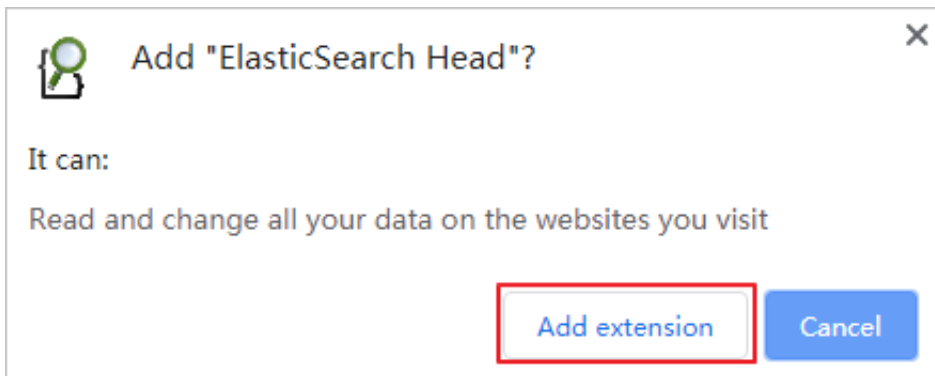 Add "ElasticSearch Head"?
It can:
Read and change all your data on the websites you visit
Add extension
Cancel